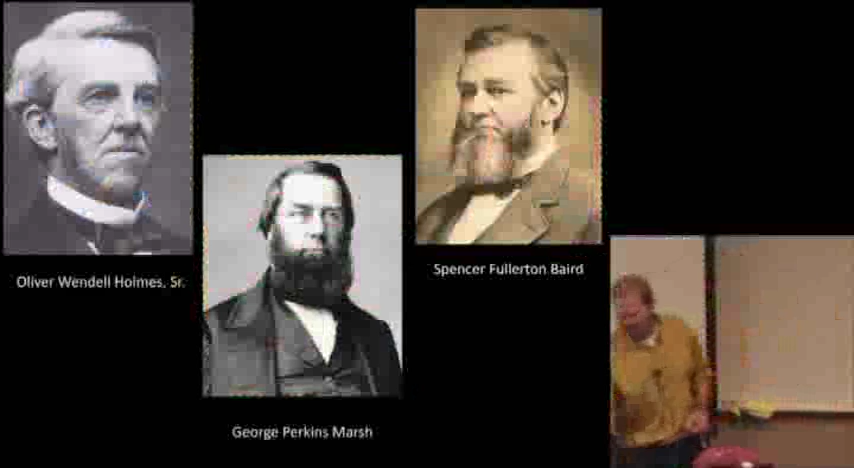 Oliver Wendell Holmes, Sr.
George Perkins Marsh
Spencer Fullerton Baird